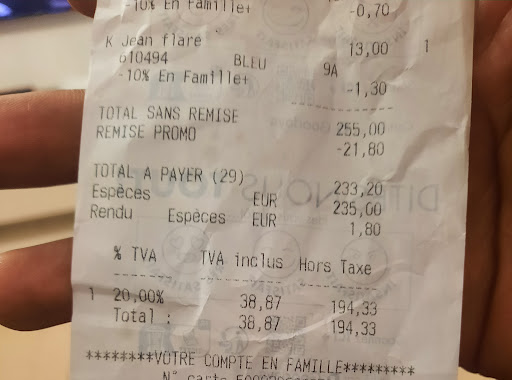 -10% En Famille+ -0,70
K Jean flare 13,00 1
610494 BLEU 9A
-10% En Famille+ -1,30
TOTAL SANS REMISE 255,00
REMISE PROMO -21,80
TOTAL A PAYER (29) 233,20
Espèces EUR 235,00
Rendu Espèces EUR 1,80
% TVA TVA inclus Hors Taxe
1 20,00% 38,87 194,33
Total : 38,87 194,33
********VOTRE COMPTE EN FAMILLE*********
N° carte